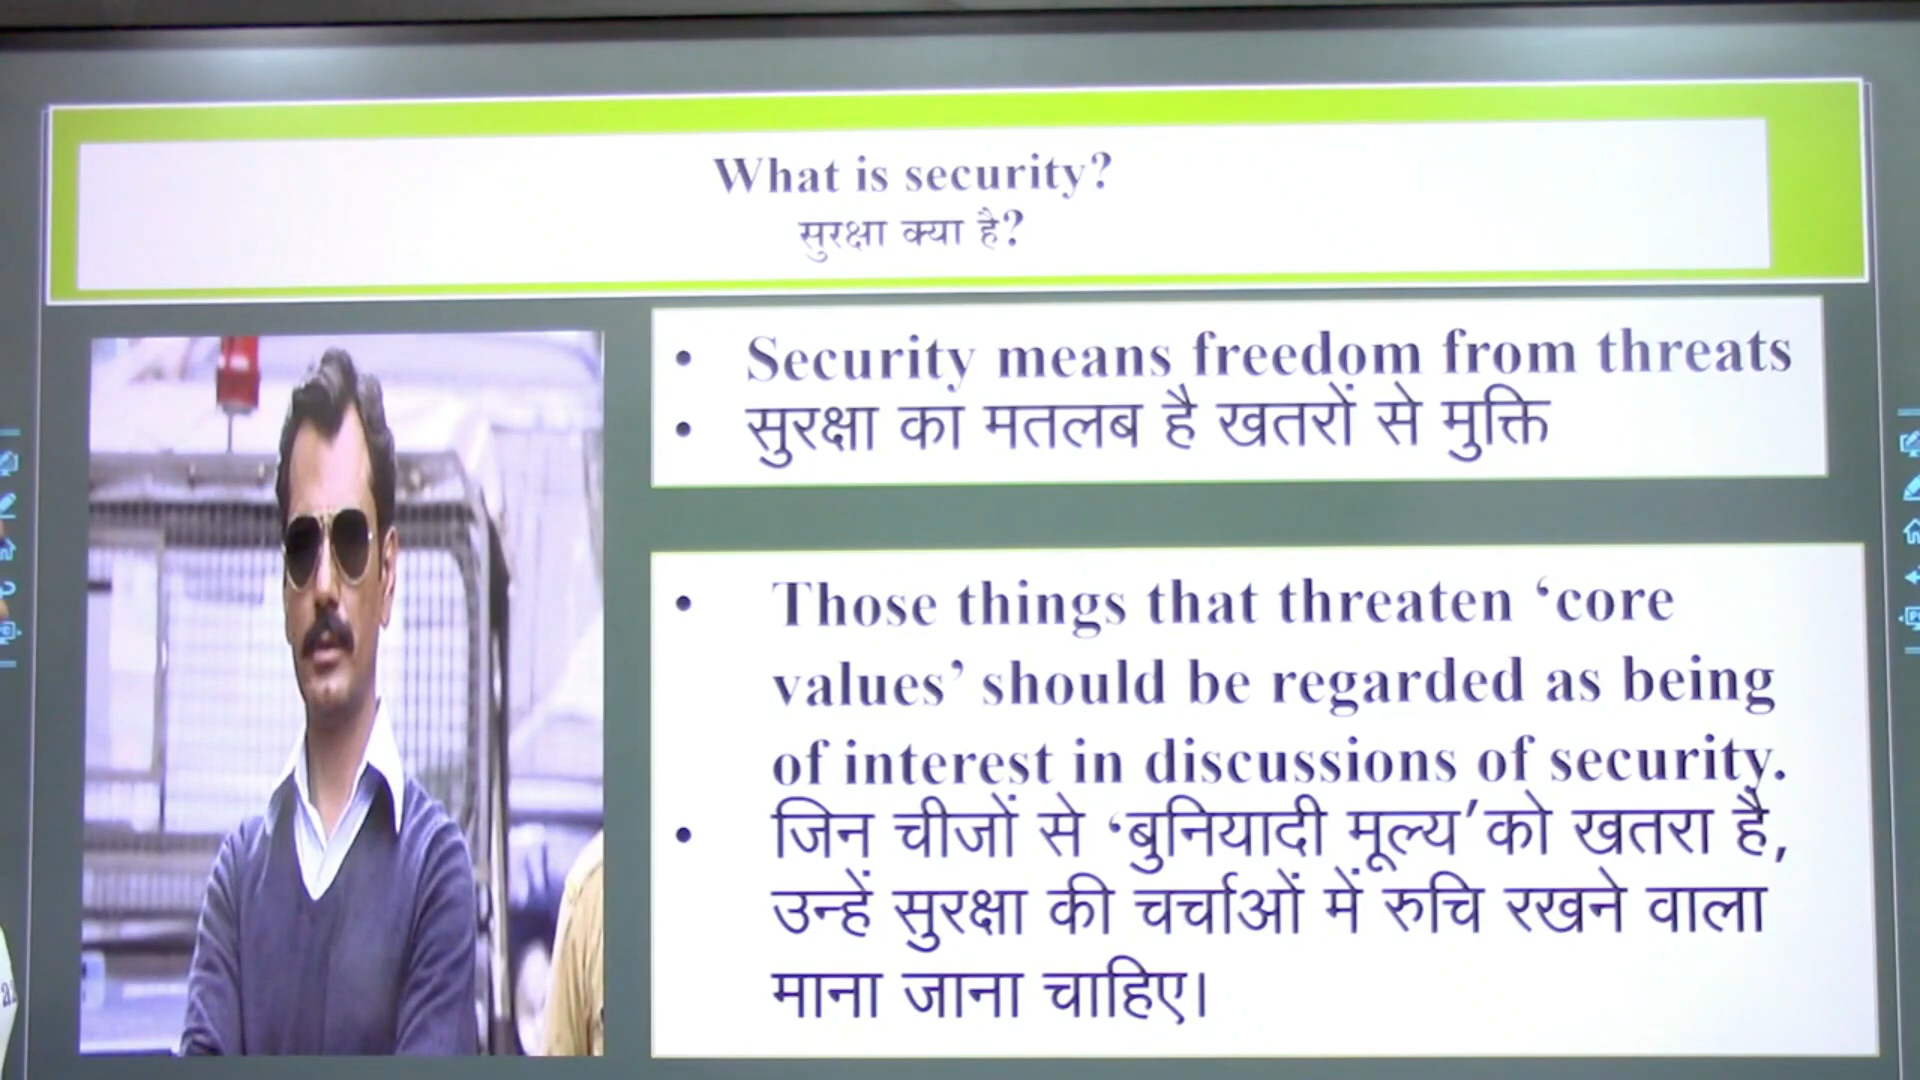 What is security?
सुरक्षा क्या है?
• Security means freedom from threats
• सुरक्षा का मतलब है खतरों से मुक्ति
• Those things that threaten ‘core
values’ should be regarded as being
of interest in discussions of security.
• जिन चीजों से ‘बुनियादी मूल्य’ को खतरा है,
उन्हें सुरक्षा की चर्चाओं में रुचि रखने वाला
माना जाना चाहिए।